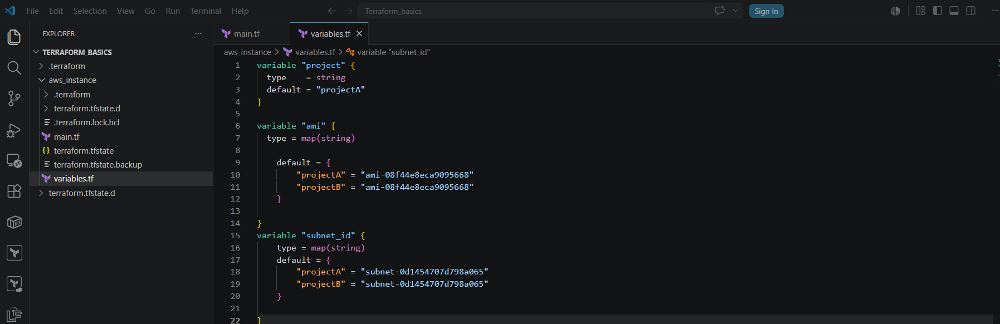 File Edit Selection View Go Run Terminal Help
Terraform_basics
Sign In
EXPLORER
TERRAFORM_BASICS
.terraform
aws_instance
.terraform
terraform.tfstate.d
.terraform.lock.hcl
main.tf
terraform.tfstate
terraform.tfstate.backup
variables.tf
terraform.tfstate.d
main.tf
variables.tf
aws_instance > variables.tf > variable "subnet_id"
1 variable "project" {
2 type    = string
3 default = "projectA"
4 }
5
6 variable "ami" {
7 type = map(string)
8
9 default = {
10 "projectA" = "ami-08f44e8eca9095668"
11 "projectB" = "ami-08f44e8eca9095668"
12 }
13
14 }
15 variable "subnet_id" {
16 type = map(string)
17 default = {
18 "projectA" = "subnet-0d1454707d798a065"
19 "projectB" = "subnet-0d1454707d798a065"
20 }
21
22 }